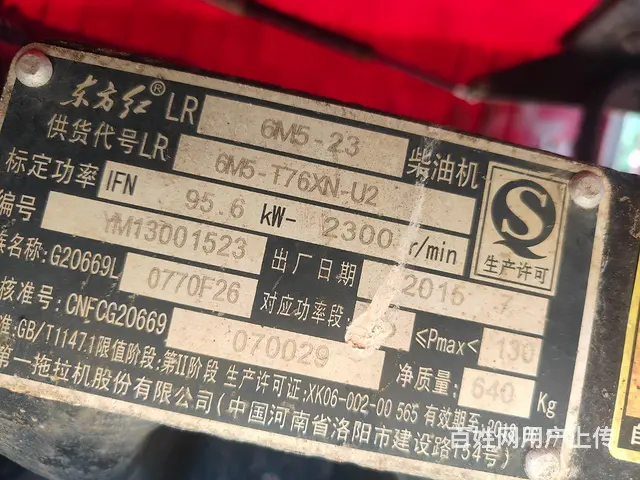 东方红® LR 6M5-23 柴油机
供货代号LR 6M5-T76XN-U2
标定功率 IFN 95.6 kW- 2300 r/min
编号 YM13001523 出厂日期 2015 7
名称: G20669L 0770F26 对应功率段: ≤Pmax< 130
核准号: CNFCG20669 070029 净质量: 640 Kg
准:GB/T1147.1 限值阶段: 第II阶段 生产许可证: XK06-002-00565 有效期至
第一拖拉机股份有限公司(中国河南省洛阳市建设路154号)
S
生产许可
百姓网用户上传
自